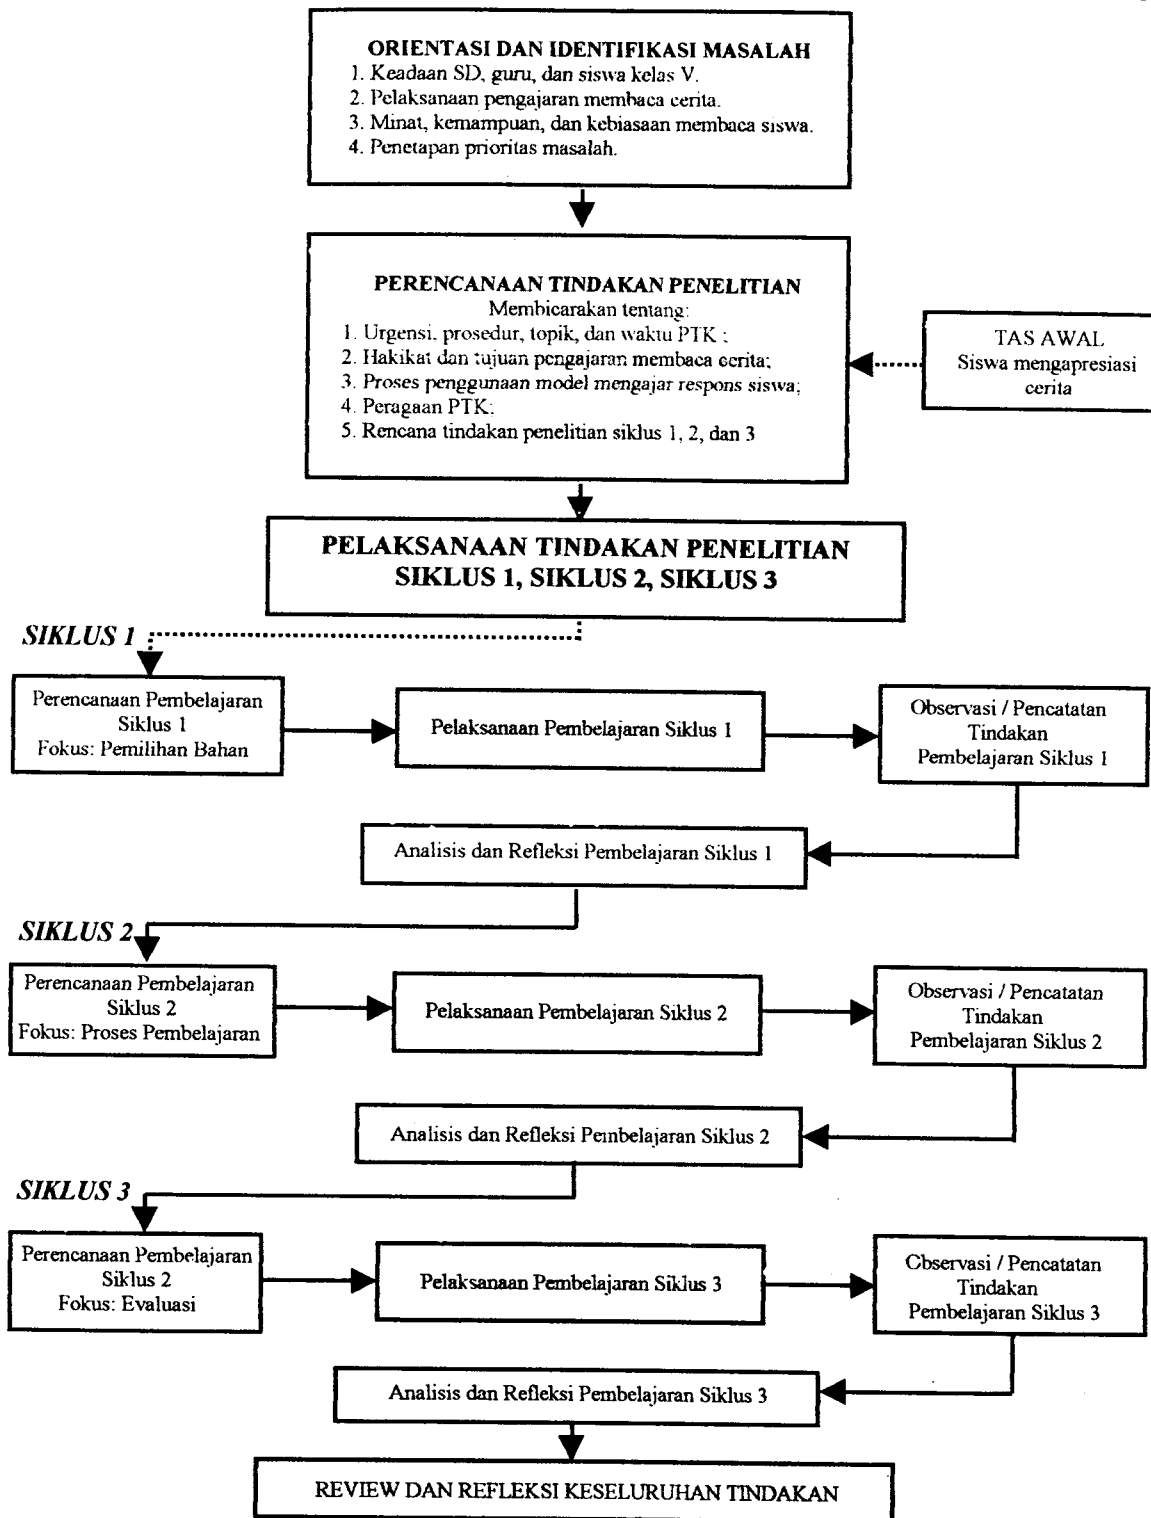 ORIENTASI DAN IDENTIFIKASI MASALAH
1. Keadaan SD, guru, dan siswa kelas V.
2. Pelaksanaan pengajaran membaca cerita.
3. Minat, kemampuan, dan kebiasaan membaca siswa.
4. Penetapan prioritas masalah.
PERENCANAAN TINDAKAN PENELITIAN
Membicarakan tentang:
1. Urgensi, prosedur, topik, dan waktu PTK ;
2. Hakikat dan tujuan pengajaran membaca cerita;
3. Proses penggunaan model mengajar respons siswa;
4. Peragaan PTK;
5. Rencana tindakan penelitian siklus 1, 2, dan 3
TAS AWAL
Siswa mengapresiasi
cerita
PELAKSANAAN TINDAKAN PENELITIAN
SIKLUS 1, SIKLUS 2, SIKLUS 3
SIKLUS 1
Perencanaan Pembelajaran
Siklus 1
Fokus: Pemilihan Bahan
Pelaksanaan Pembelajaran Siklus 1
Observasi / Pencatatan
Tindakan
Pembelajaran Siklus 1
Analisis dan Refleksi Pembelajaran Siklus 1
SIKLUS 2
Perencanaan Pembelajaran
Siklus 2
Fokus: Proses Pembelajaran
Pelaksanaan Pembelajaran Siklus 2
Observasi / Pencatatan
Tindakan
Pembelajaran Siklus 2
Analisis dan Refleksi Pembelajaran Siklus 2
SIKLUS 3
Perencanaan Pembelajaran
Siklus 2
Fokus: Evaluasi
Pelaksanaan Pembelajaran Siklus 3
Observasi / Pencatatan
Tindakan
Pembelajaran Siklus 3
Analisis dan Refleksi Pembelajaran Siklus 3
REVIEW DAN REFLEKSI KESELURUHAN TINDAKAN